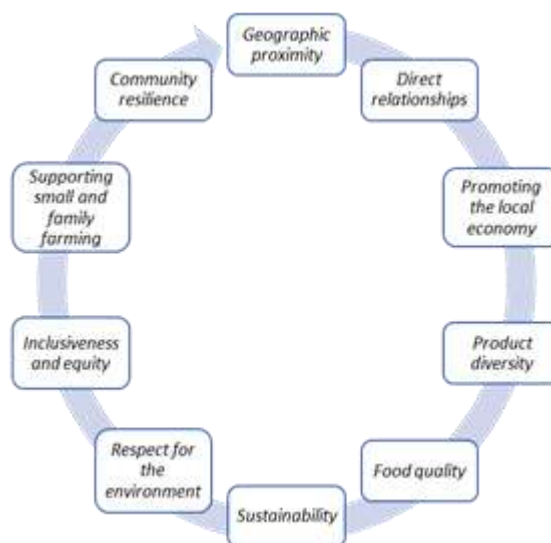 Geographic
proximity
Direct
relationships
Promoting
the local
economy
Product
diversity
Food quality
Sustainability
Respect for
the
environment
Inclusiveness
and equity
Supporting
small and
family
farming
Community
resilience